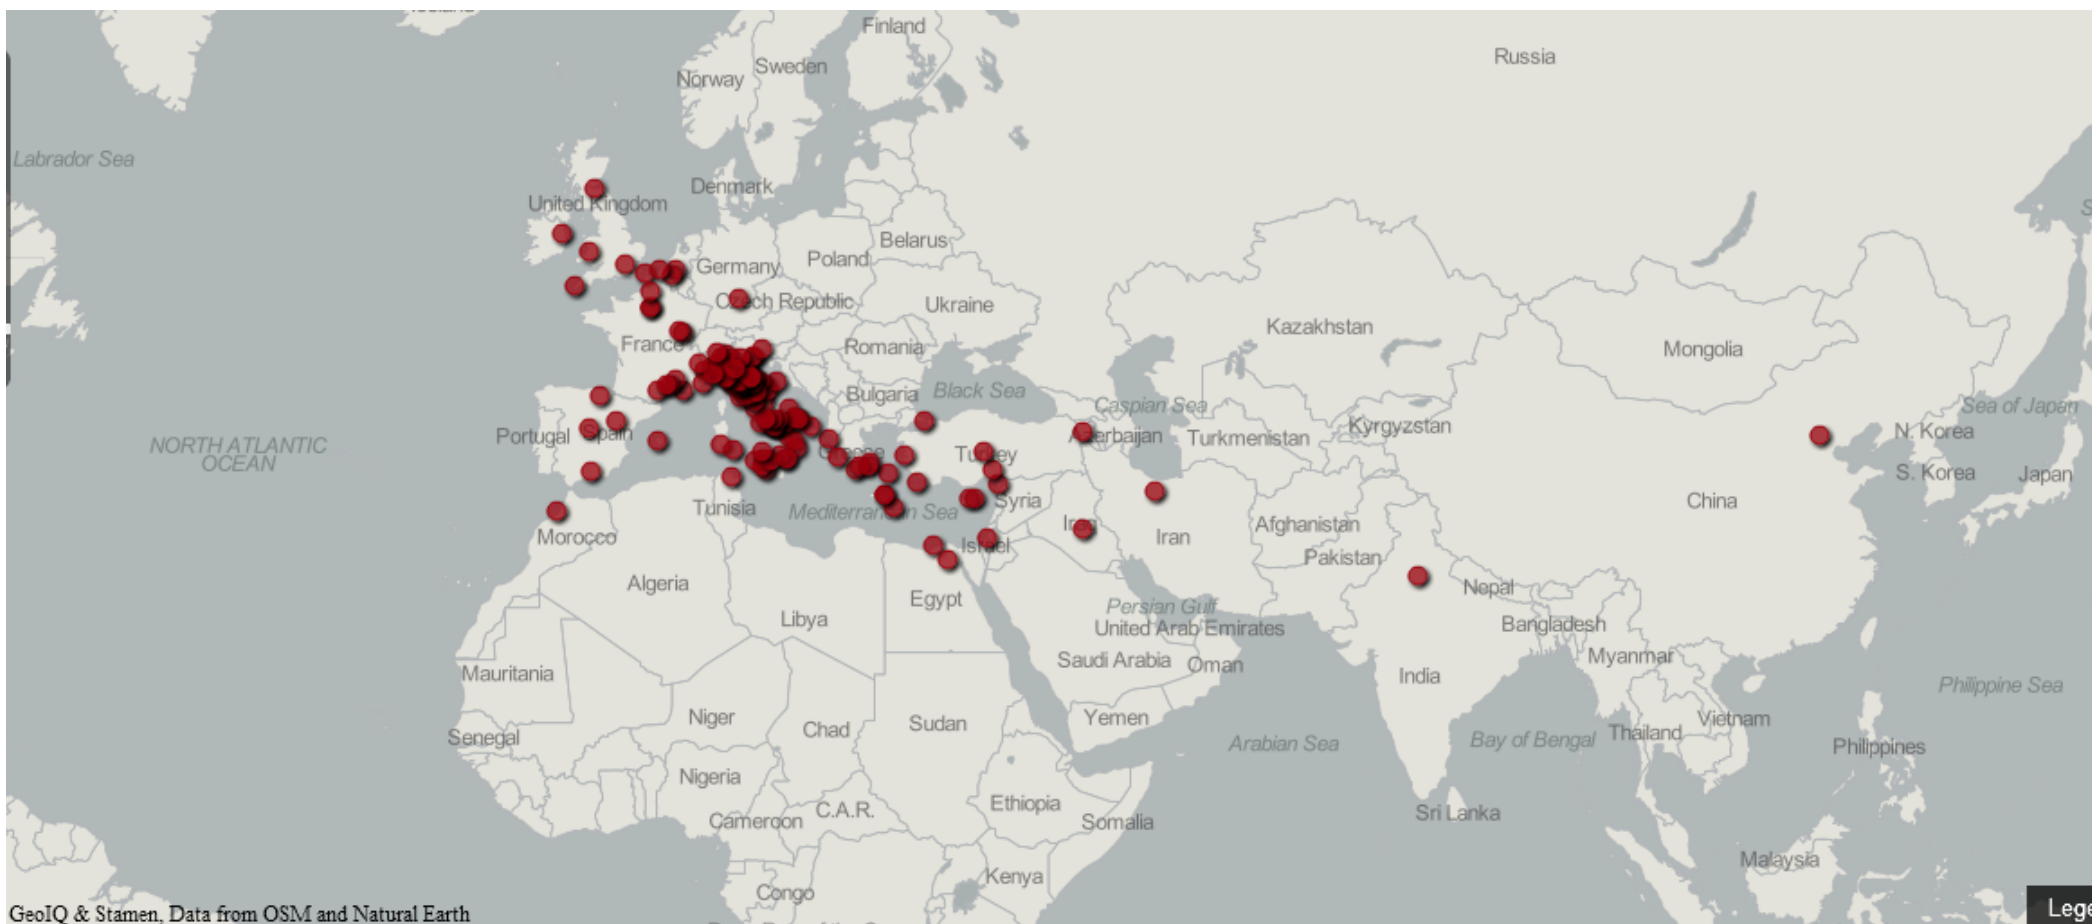 Finland
Russia
Norway
Sweden
Labrador Sea
Denmark
United Kingdom
Belarus
Poland
Germany
Czech Republic
Ukraine
Kazakhstan
France
Romania
Mongolia
Bulgaria
Black Sea
Caspian Sea
Sea of Japan
Kyrgyzstan
Portugal
Spain
Azerbaijan
Turkmenistan
N. Korea
NORTH ATLANTIC
OCEAN
Greece
Turkey
S. Korea
Japan
Tunisia
Mediterranean Sea
Syria
China
Iraq
Afghanistan
Morocco
Israel
Iran
Pakistan
Algeria
Nepal
Egypt
Persian Gulf
Libya
United Arab Emirates
Bangladesh
Saudi Arabia
Oman
Myanmar
Mauritania
India
Philippine Sea
Niger
Chad
Sudan
Yemen
Vietnam
Senegal
Arabian Sea
Bay of Bengal
Thailand
Philippines
Nigeria
Ethiopia
C.A.R.
Cameroon
Somalia
Sri Lanka
Malaysia
Kenya
Congo
GeoIQ & Stamen, Data from OSM and Natural Earth
Lege